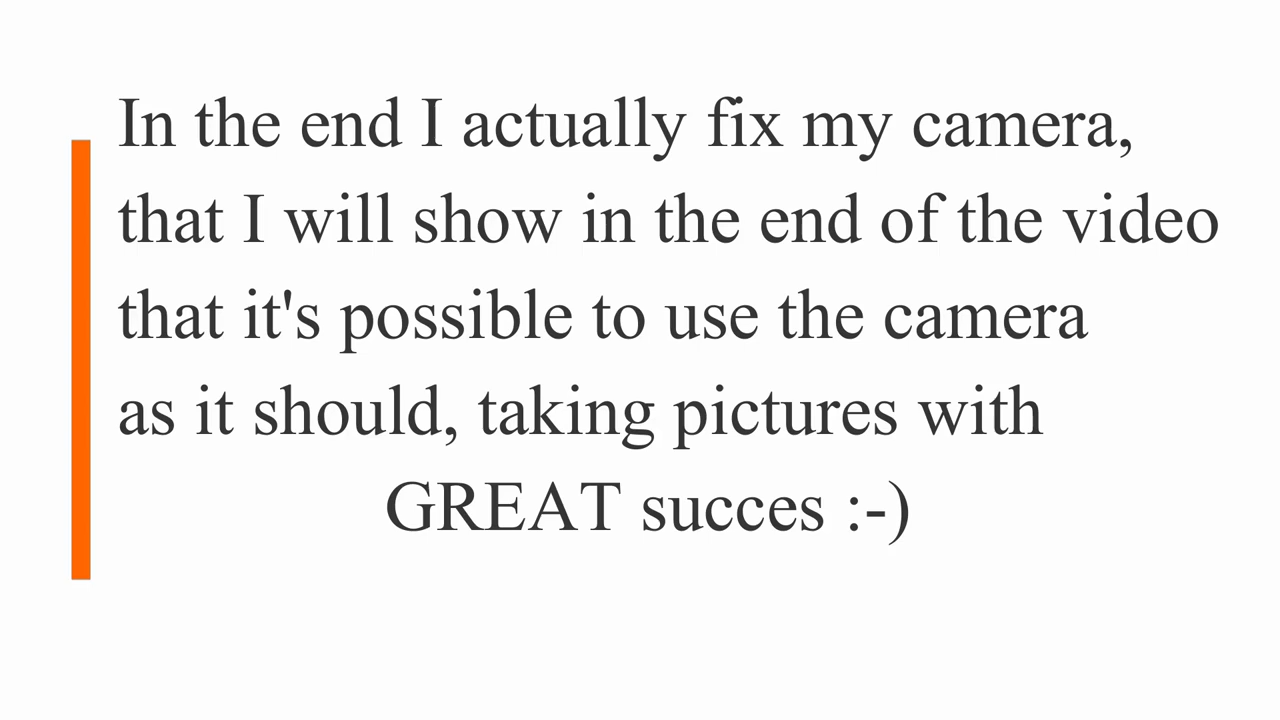 In the end I actually fix my camera,
that I will show in the end of the video
that it's possible to use the camera
as it should, taking pictures with
GREAT succes :-)